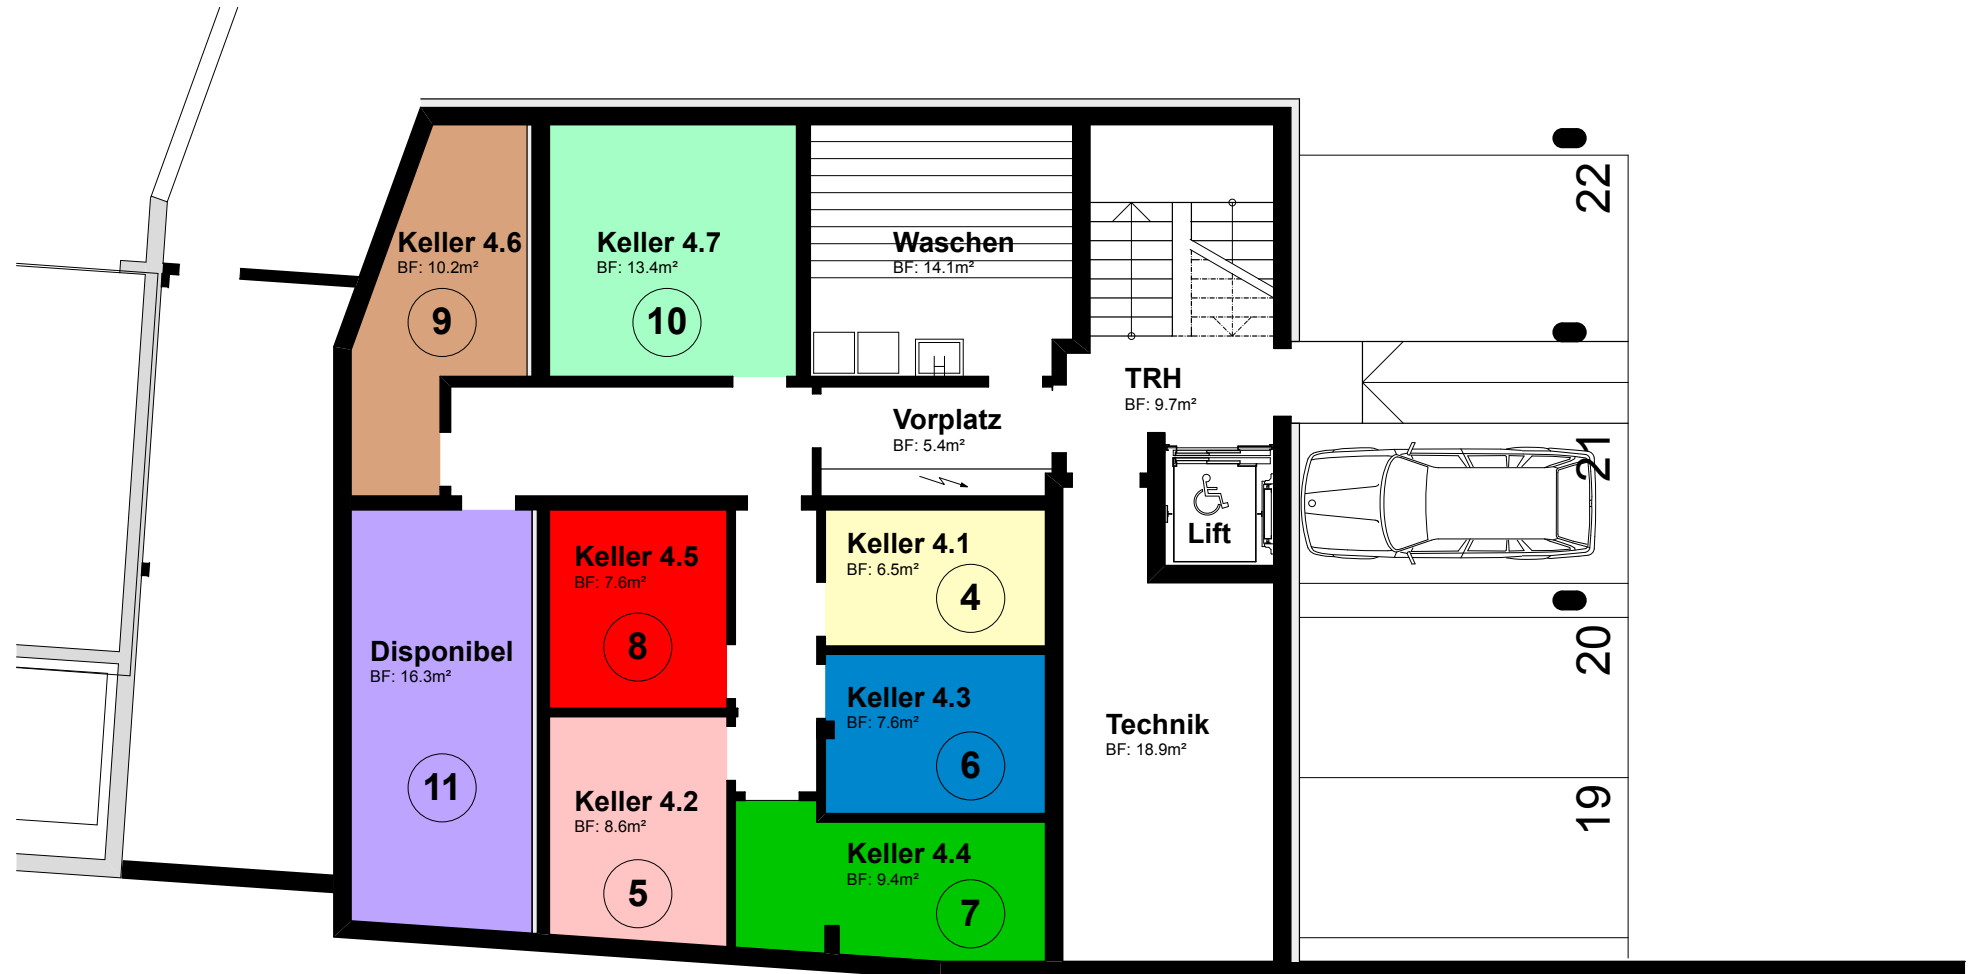 22
Keller 4.6
BF: 10.2m²
9
Keller 4.7
BF: 13.4m²
10
Waschen
BF: 14.1m²
TRH
BF: 9.7m²
Vorplatz
BF: 5.4m²
21
Lift
Keller 4.5
BF: 7.6m²
8
Keller 4.1
BF: 6.5m²
4
Disponibel
BF: 16.3m²
11
Keller 4.3
BF: 7.6m²
6
20
Technik
BF: 18.9m²
Keller 4.2
BF: 8.6m²
5
19
Keller 4.4
BF: 9.4m²
7